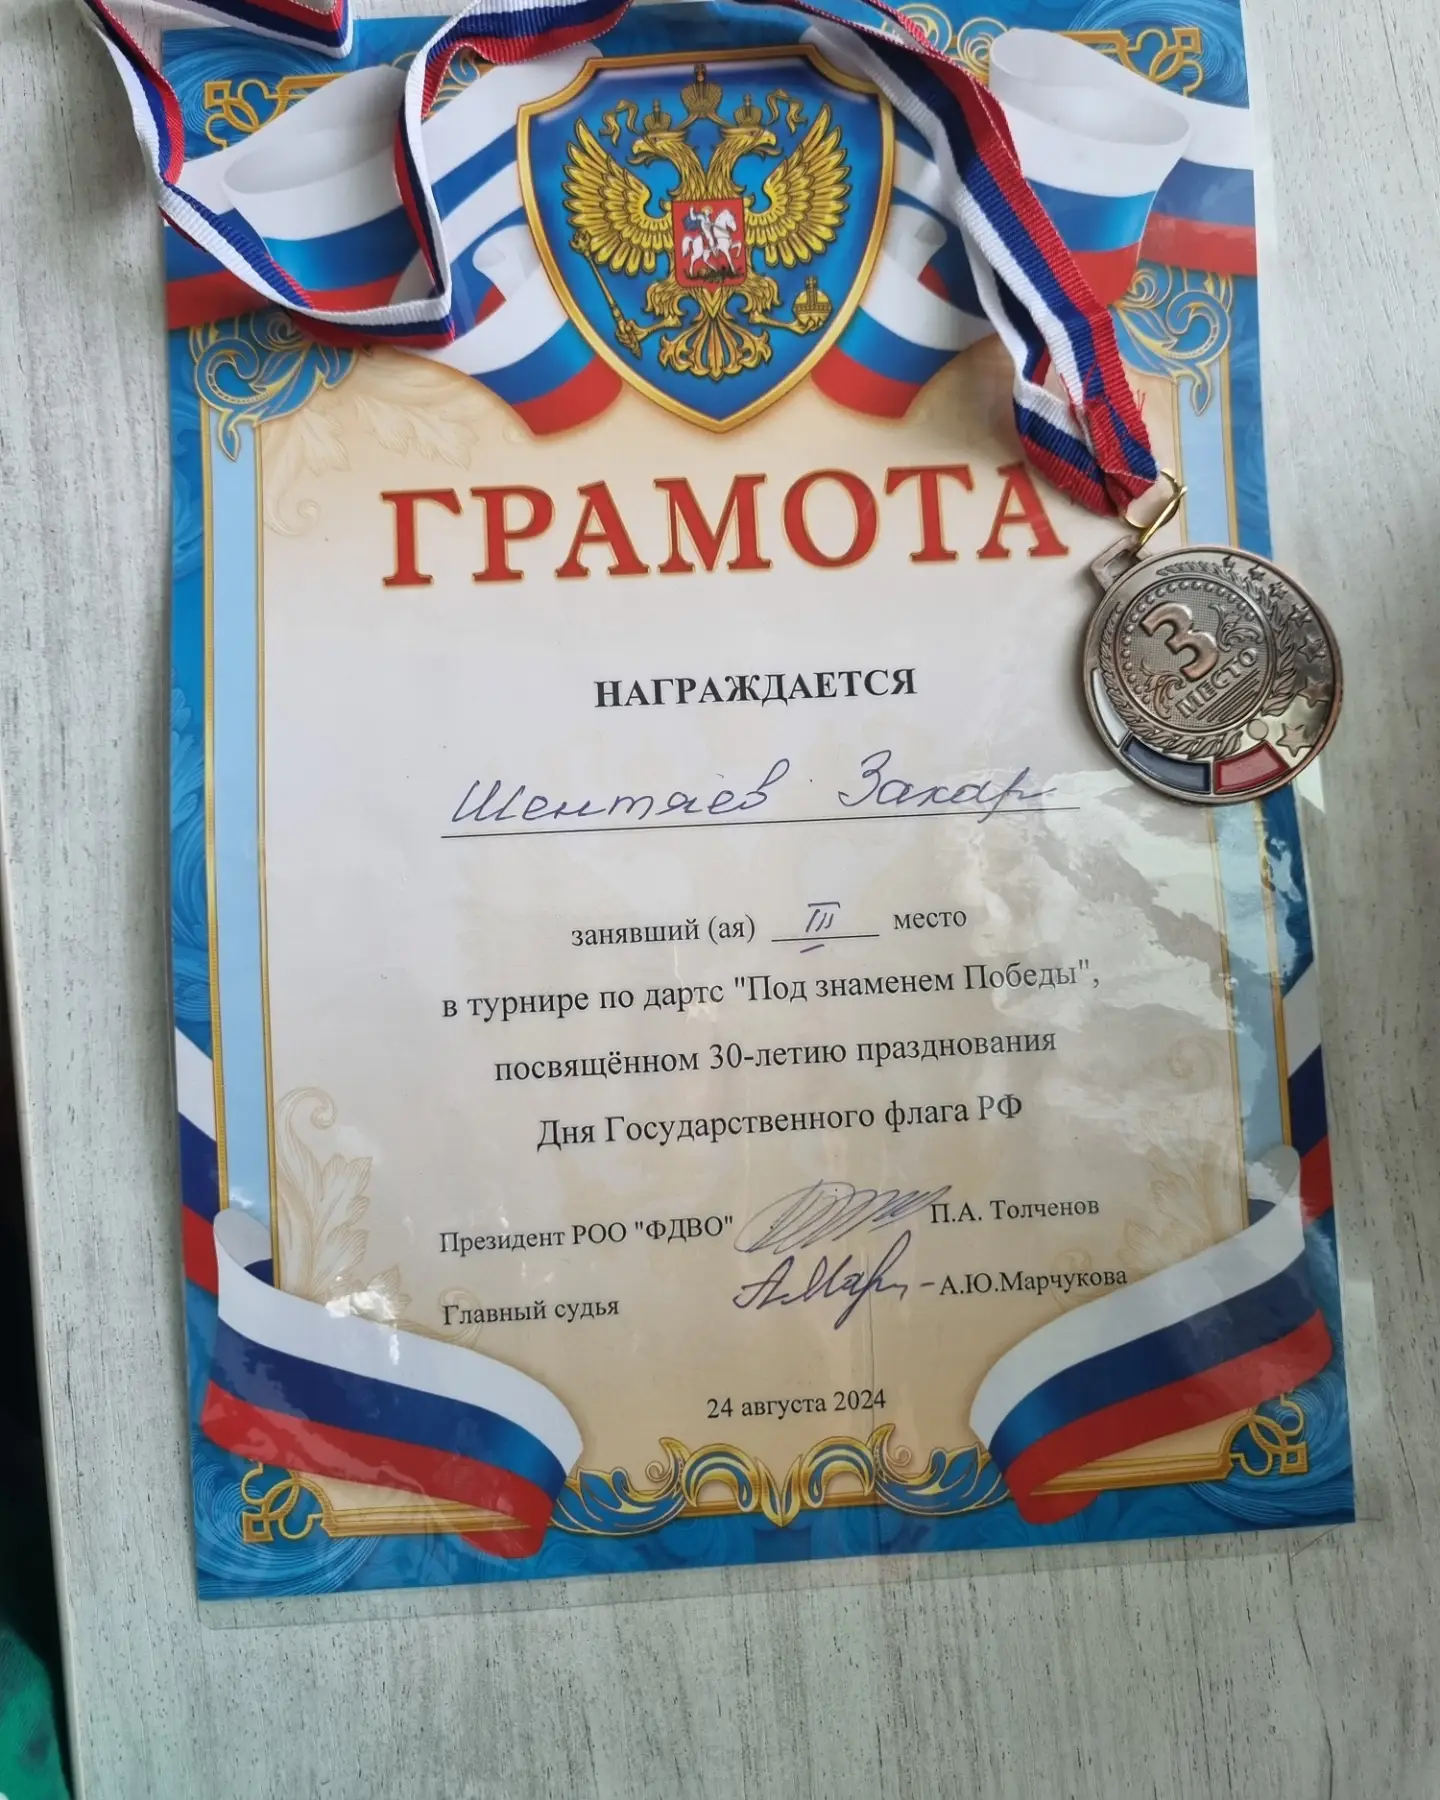 ГРАМОТА
3
МЕСТО
НАГРАЖДАЕТСЯ
Шентяев Захар
занявший (ая) III место
в турнире по дартс "Под знаменем Победы",
посвящённом 30-летию празднования
Дня Государственного флага РФ
Президент РОО "ФДВО" П.А. Толченов
Главный судья А.Ю.Марчукова
24 августа 2024